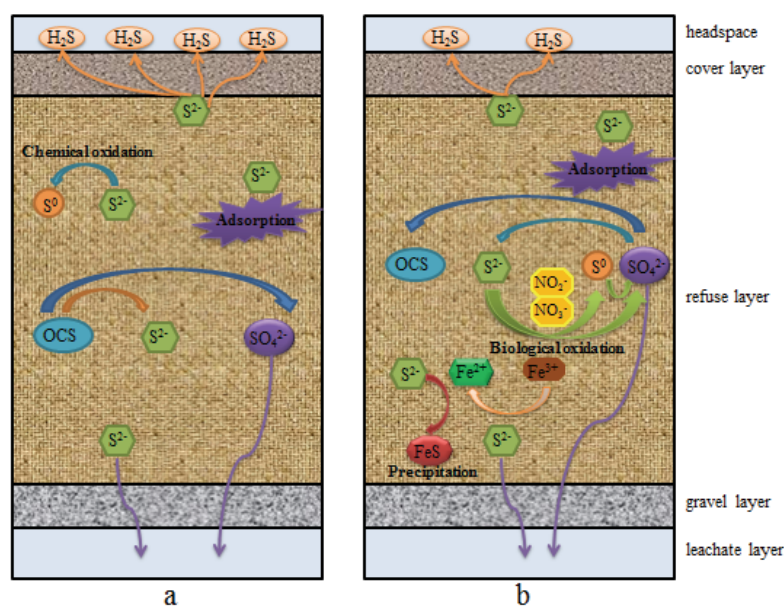 H₂S H₂S H₂S H₂S
S²⁻
Chemical oxidation
S⁰ S²⁻
S²⁻
Adsorption
OCS S²⁻ SO₄²⁻
S²⁻
a
H₂S H₂S
S²⁻
S²⁻
Adsorption
OCS S²⁻ S⁰ SO₄²⁻
NO₂⁻
NO₃⁻
Biological oxidation
S²⁻ Fe²⁺ Fe³⁺
FeS S²⁻
Precipitation
b
headspace
cover layer
refuse layer
gravel layer
leachate layer